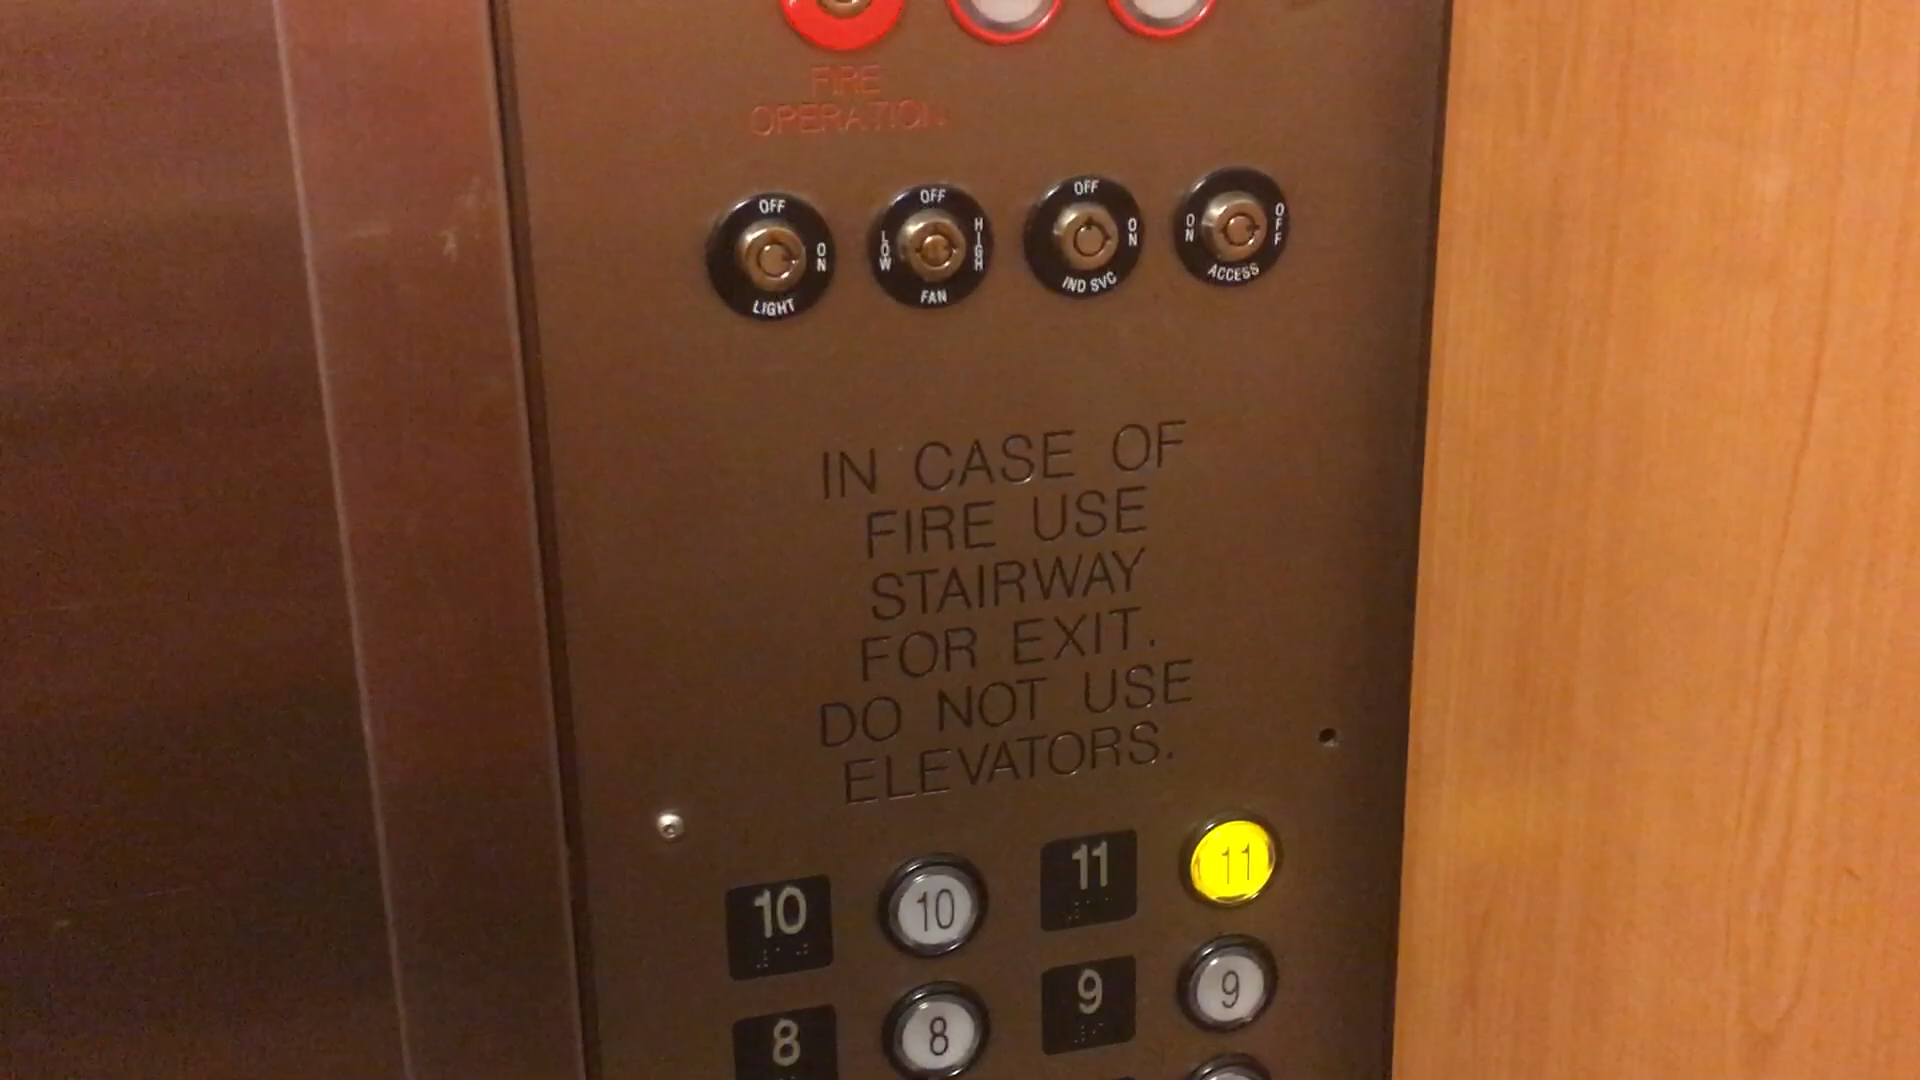 FIRE
OPERATION
OFF
ON
LIGHT
OFF
LOW
HIGH
FAN
OFF
ON
IND SVC
ON
OFF
ACCESS
IN CASE OF
FIRE USE
STAIRWAY
FOR EXIT.
DO NOT USE
ELEVATORS.
10 10 11 11
8 8 9 9